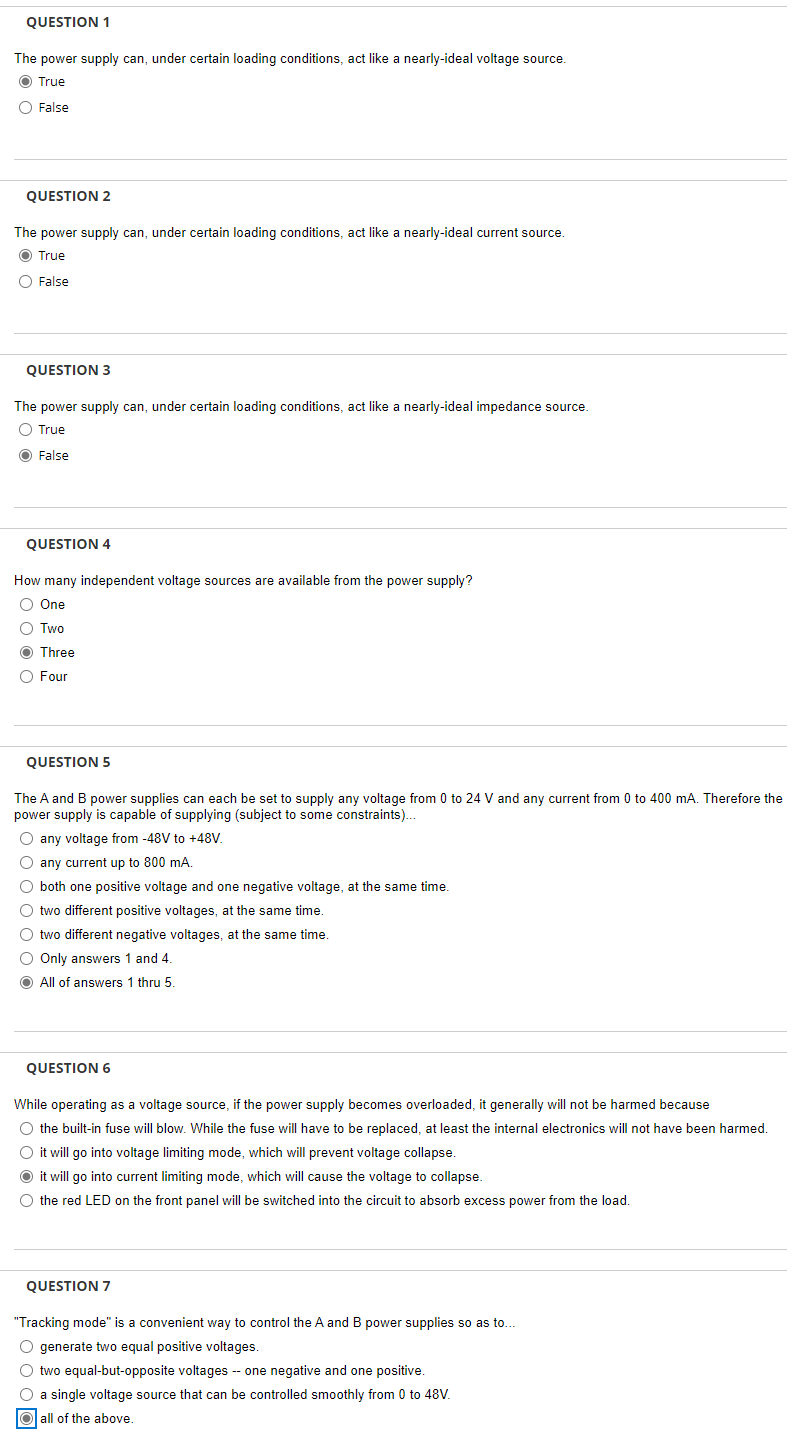 QUESTION 1
The power supply can, under certain loading conditions, act like a nearly-ideal voltage source.
True
False
QUESTION 2
The power supply can, under certain loading conditions, act like a nearly-ideal current source.
True
False
QUESTION 3
The power supply can, under certain loading conditions, act like a nearly-ideal impedance source.
True
False
QUESTION 4
How many independent voltage sources are available from the power supply?
One
Two
Three
Four
QUESTION 5
The A and B power supplies can each be set to supply any voltage from 0 to 24 V and any current from 0 to 400 mA. Therefore the
power supply is capable of supplying (subject to some constraints)...
any voltage from -48V to +48V.
any current up to 800 mA.
both one positive voltage and one negative voltage, at the same time.
two different positive voltages, at the same time.
two different negative voltages, at the same time.
Only answers 1 and 4.
All of answers 1 thru 5.
QUESTION 6
While operating as a voltage source, if the power supply becomes overloaded, it generally will not be harmed because
the built-in fuse will blow. While the fuse will have to be replaced, at least the internal electronics will not have been harmed.
it will go into voltage limiting mode, which will prevent voltage collapse.
it will go into current limiting mode, which will cause the voltage to collapse.
the red LED on the front panel will be switched into the circuit to absorb excess power from the load.
QUESTION 7
"Tracking mode" is a convenient way to control the A and B power supplies so as to...
generate two equal positive voltages.
two equal-but-opposite voltages -- one negative and one positive.
a single voltage source that can be controlled smoothly from 0 to 48V.
all of the above.